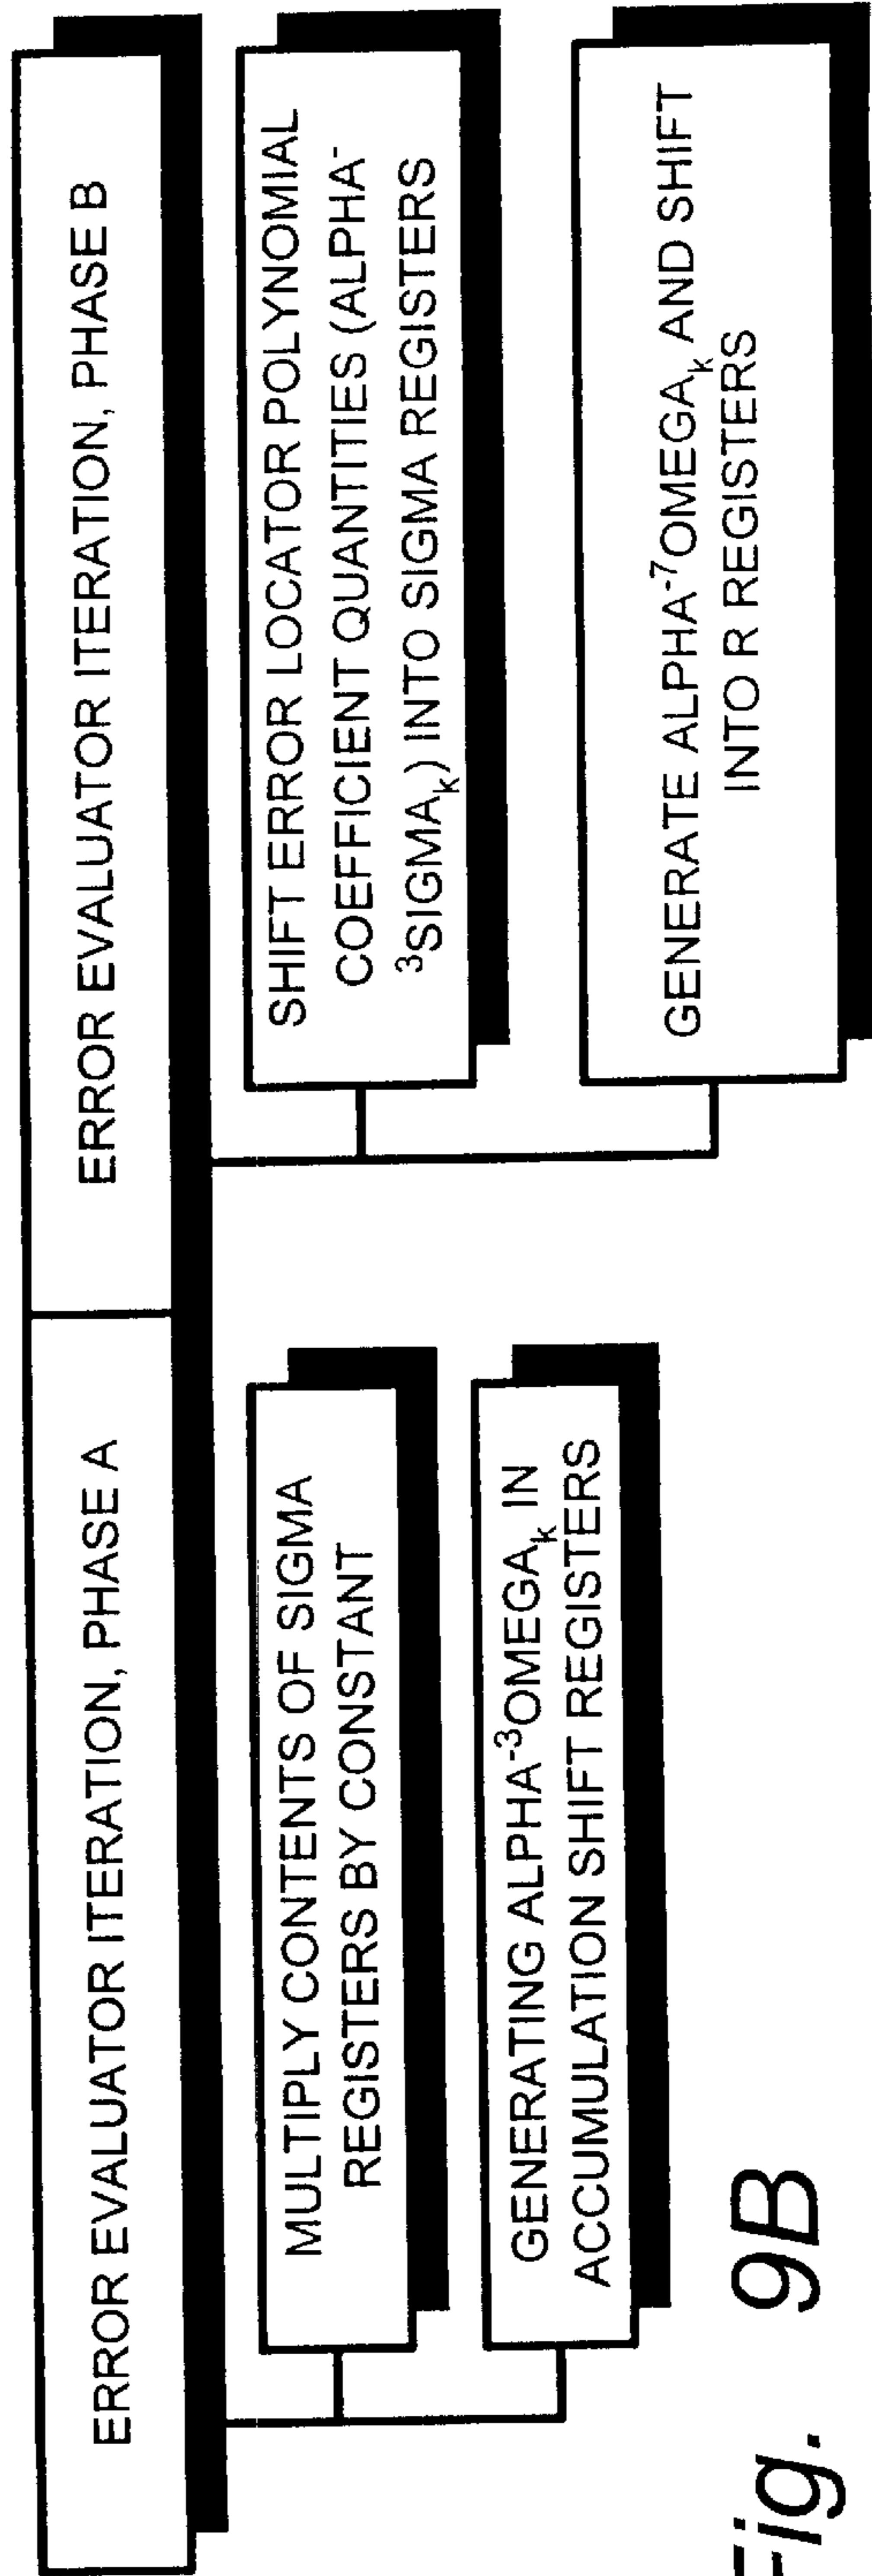 ERROR EVALUATOR ITERATION, PHASE A
ERROR EVALUATOR ITERATION, PHASE B
MULTIPLY CONTENTS OF SIGMA
REGISTERS BY CONSTANT
GENERATING ALPHA⁻³OMEGAₖ IN
ACCUMULATION SHIFT REGISTERS
SHIFT ERROR LOCATOR POLYNOMIAL
COEFFICIENT QUANTITIES (ALPHA⁻
³SIGMAₖ) INTO SIGMA REGISTERS
GENERATE ALPHA⁻⁷OMEGAₖ AND SHIFT
INTO R REGISTERS
Fig. 9B